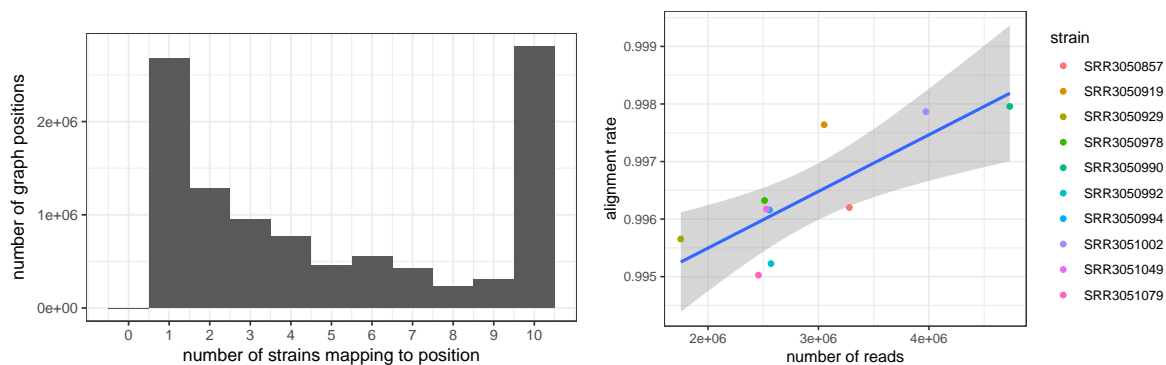 number of graph positions
2e+06
1e+06
0e+00
0 1 2 3 4 5 6 7 8 9 10
number of strains mapping to position
alignment rate
0.999
0.998
0.997
0.996
0.995
2e+06 3e+06 4e+06
number of reads
strain
SRR3050857
SRR3050919
SRR3050929
SRR3050978
SRR3050990
SRR3050992
SRR3050994
SRR3051002
SRR3051049
SRR3051079